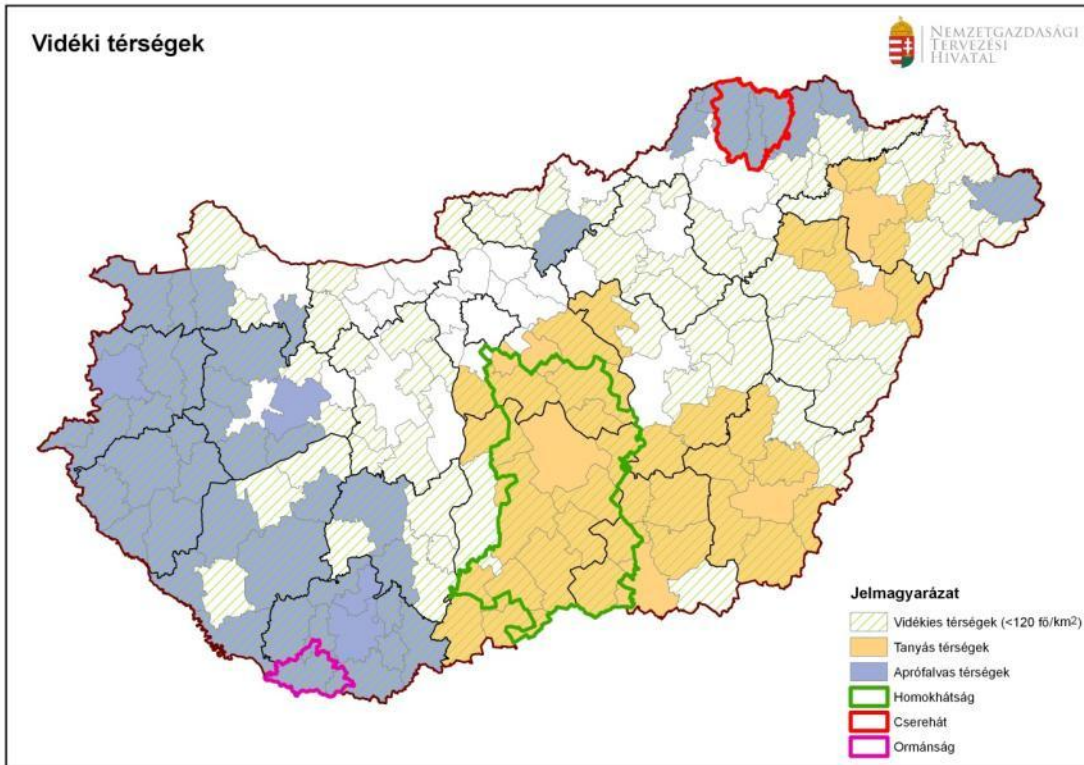 Vidéki térségek
NEMZETGAZDASÁGI
TERVEZÉSI
HIVATAL
Jelmagyarázat
Vidékies térségek (<120 fő/km2)
Tanyás térségek
Aprófalvas térségek
Homokhátság
Cserehát
Ormánság